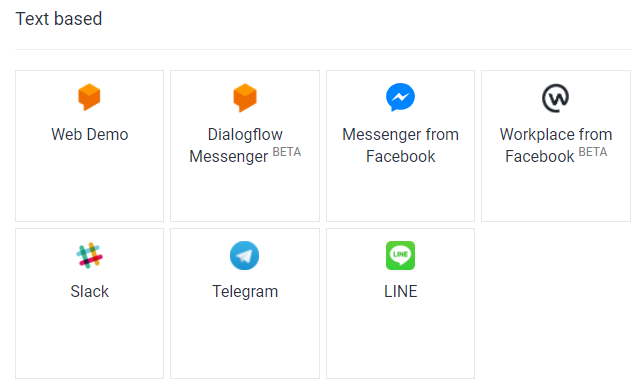 Text based
Web Demo
Dialogflow
Messenger BETA
Messenger from
Facebook
Workplace from
Facebook BETA
Slack
Telegram
LINE
LINE